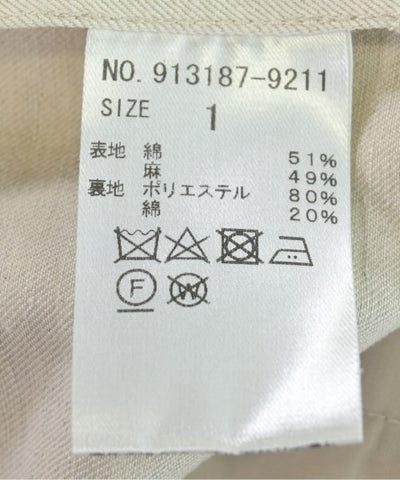 NO. 913187-9211
SIZE 1
表地 綿 51%
麻 49%
裏地 ポリエステル 80%
綿 20%
F W